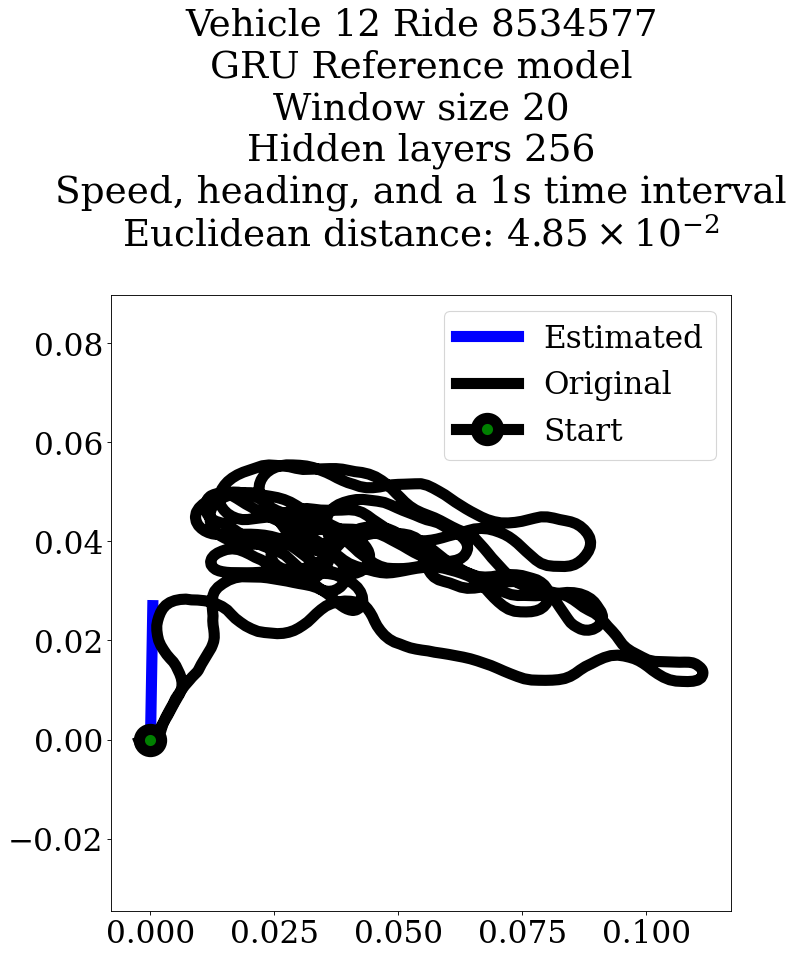 Vehicle 12 Ride 8534577
GRU Reference model
Window size 20
Hidden layers 256
Speed, heading, and a 1s time interval
Euclidean distance: 4.85 × 10⁻²
Estimated
Original
Start
0.08
0.06
0.04
0.02
0.00
−0.02
0.000 0.025 0.050 0.075 0.100